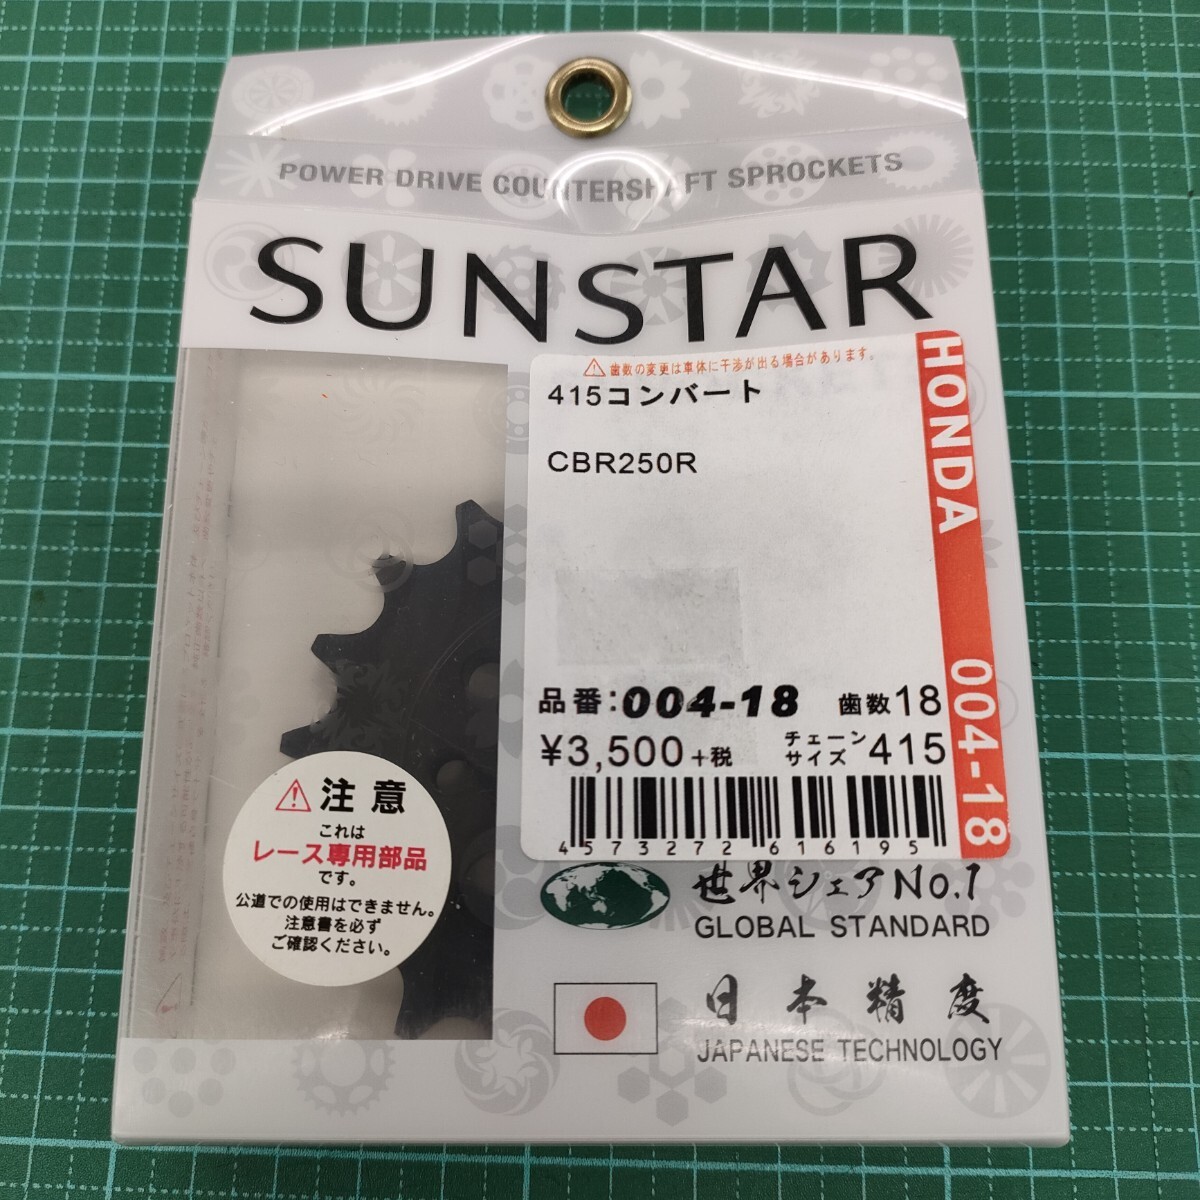 POWER DRIVE COUNTERSHAFT SPROCKETS
SUNSTAR
⚠歯数の変更は車体に干渉が出る場合があります。
415コンバート
CBR250R
HONDA 004-18
品番:004-18 歯数18
¥3,500+税 チェーンサイズ 415
4573272616195
⚠注意
これは
レース専用部品
です。
公道での使用はできません。
注意書を必ず
ご確認ください。
世界シェアNo.1
GLOBAL STANDARD
日本精度
JAPANESE TECHNOLOGY